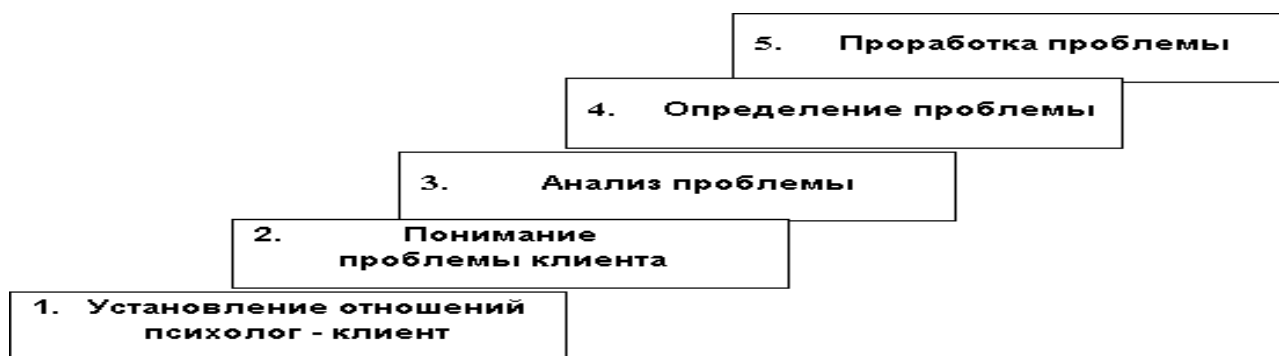 5. Проработка проблемы
4. Определение проблемы
3. Анализ проблемы
2. Понимание
проблемы клиента
1. Установление отношений
психолог - клиент